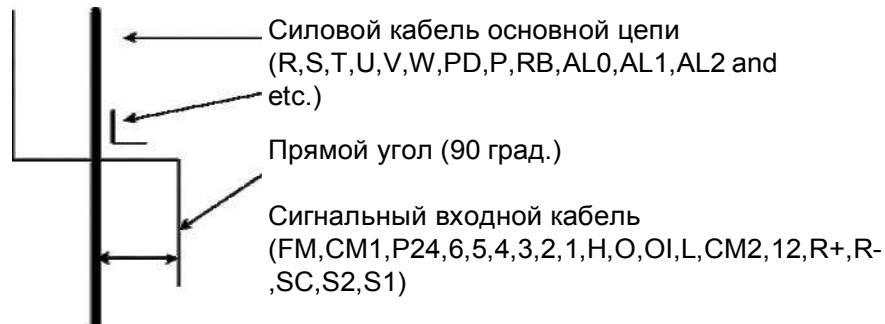 Силовой кабель основной цепи
(R,S,T,U,V,W,PD,P,RB,AL0,AL1,AL2 and
etc.)
Прямой угол (90 град.)
Сигнальный входной кабель
(FM,CM1,P24,6,5,4,3,2,1,H,O,OI,L,CM2,12,R+,R-
,SC,S2,S1)